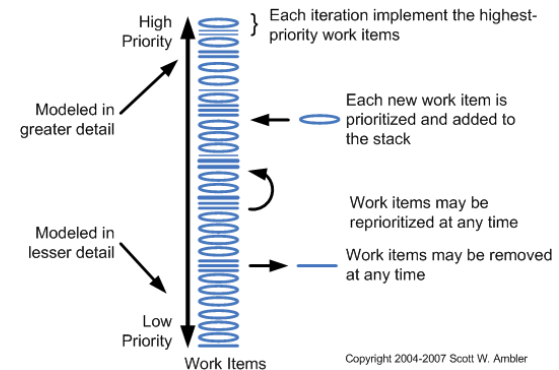 High
Priority
Each iteration implement the highest-
priority work items
Modeled in
greater detail
Each new work item is
prioritized and added to
the stack
Work items may be
reprioritized at any time
Modeled in
lesser detail
Work items may be removed
at any time
Low
Priority
Work Items
Copyright 2004-2007 Scott W. Ambler